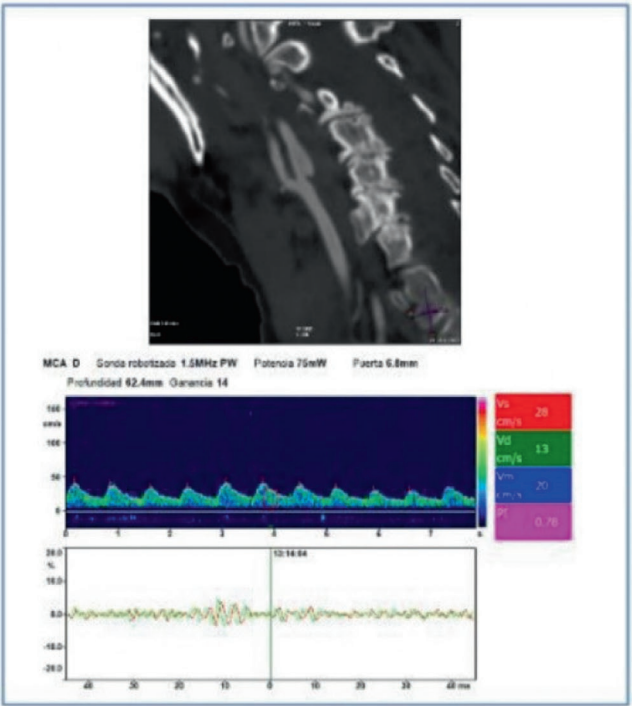 MCA D Sonda robotizada 1.5MHz PW Potensia 75mW Puerta 6.8mm
Profundidad 62.4mm Ganancia 14
150
cm/s
100
50
0
0 1 2 3 4 5 6 7 s
Vs
cm/s 28
Vd
cm/s 13
Vm
cm/s 20
PI 0.78
20.0
%
10.0
0.0
-10.0
-20.0
13:14:04
40 30 20 10 0 10 20 30 40 ms